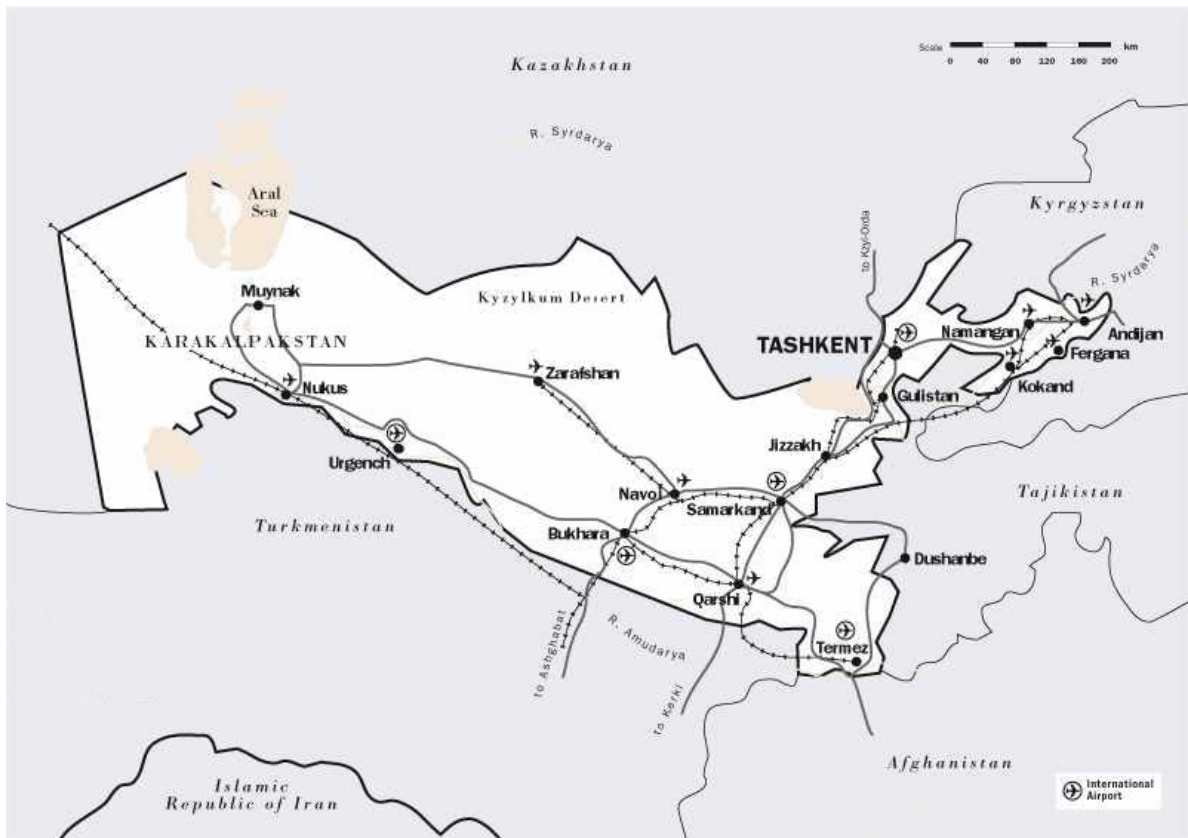 Kazakhstan
Scale
km
0 40 80 120 160 200
R. Syrdarya
Aral
Sea
Kyrgyzstan
to Kzyl-Orda
R. Syrdarya
Muynak
Kyzylkum Desert
KARAKALPAKSTAN
TASHKENT
Namangan
Andijan
Fergana
Zarafshan
Kokand
Nukus
Gulistan
Urgench
Jizzakh
Navoi
Samarkand
Tajikistan
Turkmenistan
Bukhara
Dushanbe
Qarshi
to Ashghabat
R. Amudarya
Termez
to Kerki
Afghanistan
Islamic
Republic of Iran
International
Airport